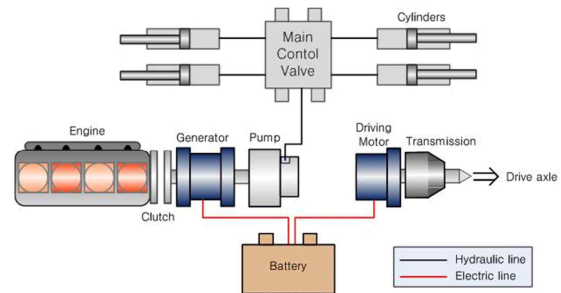 Cylinders
Main
Contol
Valve
Engine
Generator
Pump
Driving
Motor
Transmission
Drive axle
Clutch
Battery
Hydraulic line
Electric line